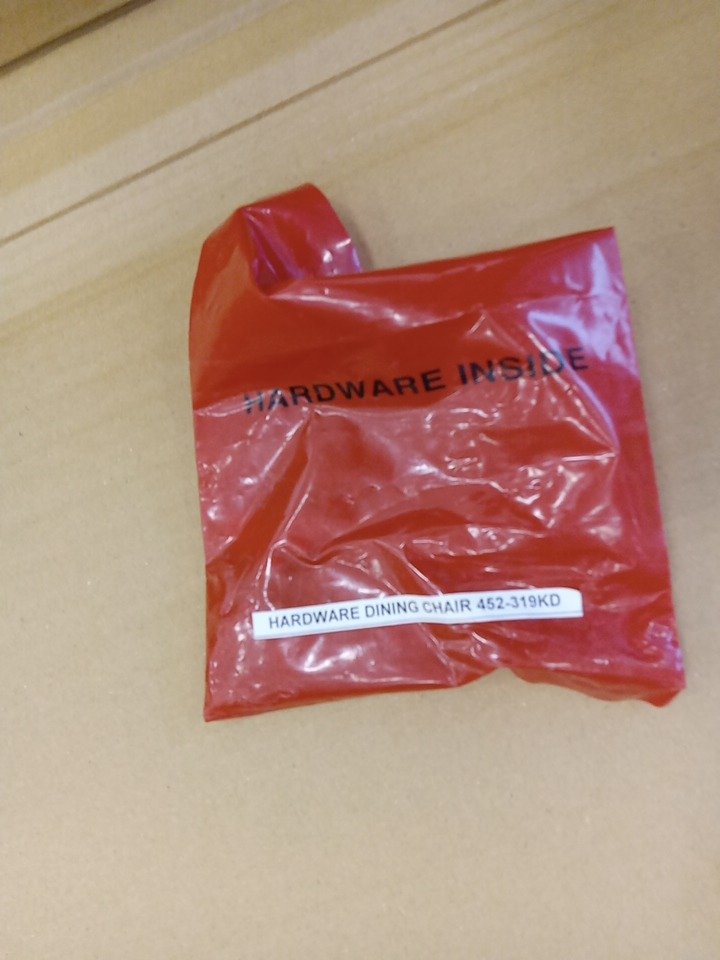 HARDWARE INSIDE
HARDWARE DINING CHAIR 452-319KD